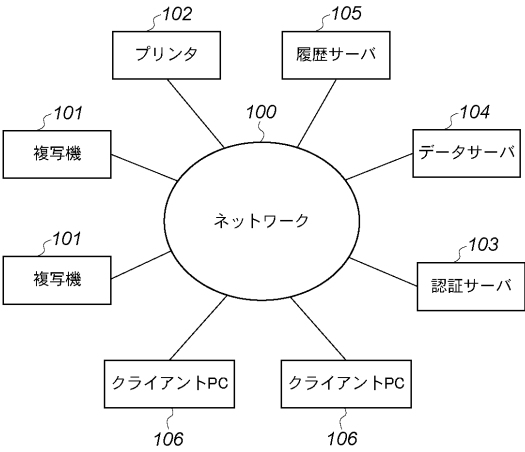 102
プリンタ
105
履歴サーバ
101
複写機
100
104
データサーバ
ネットワーク
101
複写機
103
認証サーバ
クライアントPC
106
クライアントPC
106